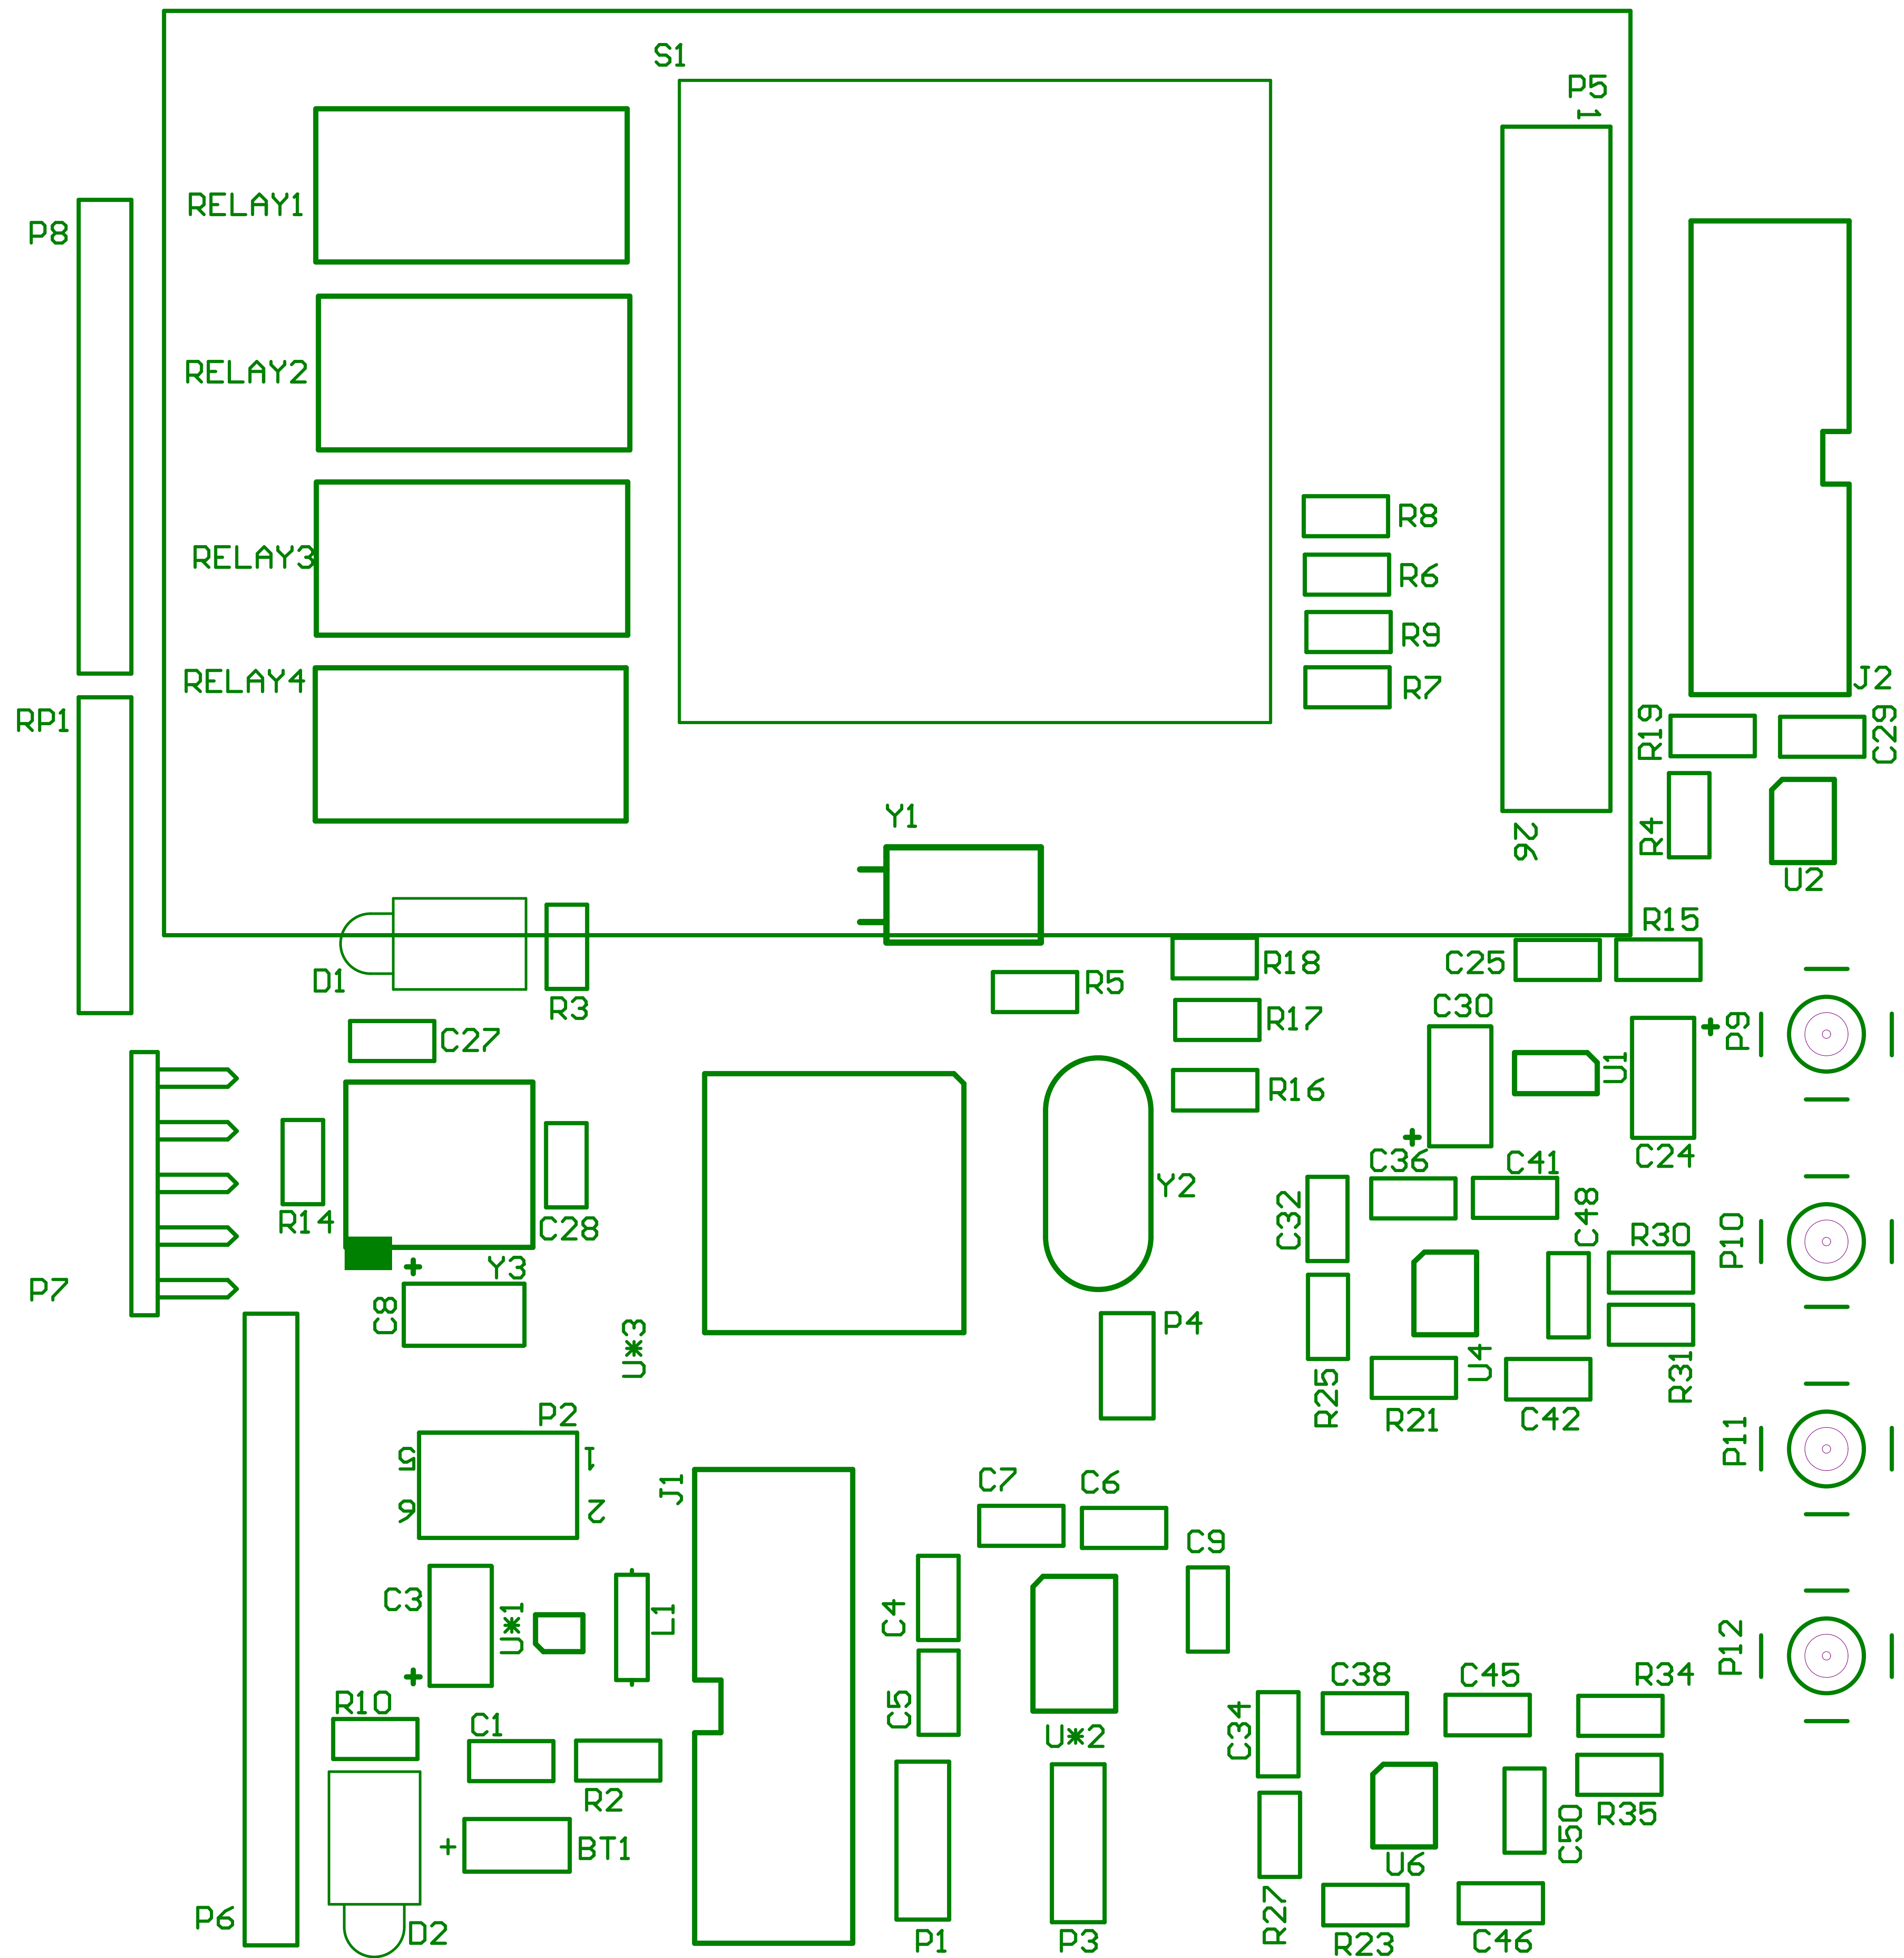 S1
P5
1
RELAY1
P8
RELAY2
R8
RELAY3
R6
R9
RELAY4
R7
J2
RP1
R19
C29
Y1
R4
26
U2
R15
D1
R3
R5
R18
C25
C27
R17
C30
+
P9
U1
R16
+
C36
C41
C24
Y2
R14
C28
C32
C48
R30
P10
+
Y3
P7
C8
P4
U*3
U4
R31
R25
R21
C42
P2
5
1
P11
6
2
J1
C7
C6
C9
C3
U*1
L1
C4
P12
+
C38
C45
R34
R10
C1
C5
U*2
C34
R2
R35
+
BT1
C50
U6
P6
D2
R27
P1
P3
R23
C46